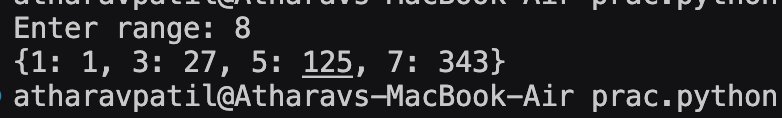 atharavpatil@Atharavs-MacBook-Air prac.python
Enter range: 8
{1: 1, 3: 27, 5: 125, 7: 343}
atharavpatil@Atharavs-MacBook-Air prac.python